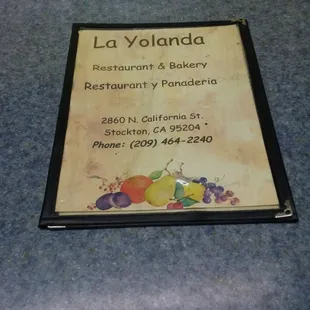 La Yolanda
Restaurant & Bakery
Restaurant y Panaderia
2860 N. California St.
Stockton, CA 95204
Phone: (209) 464-2240